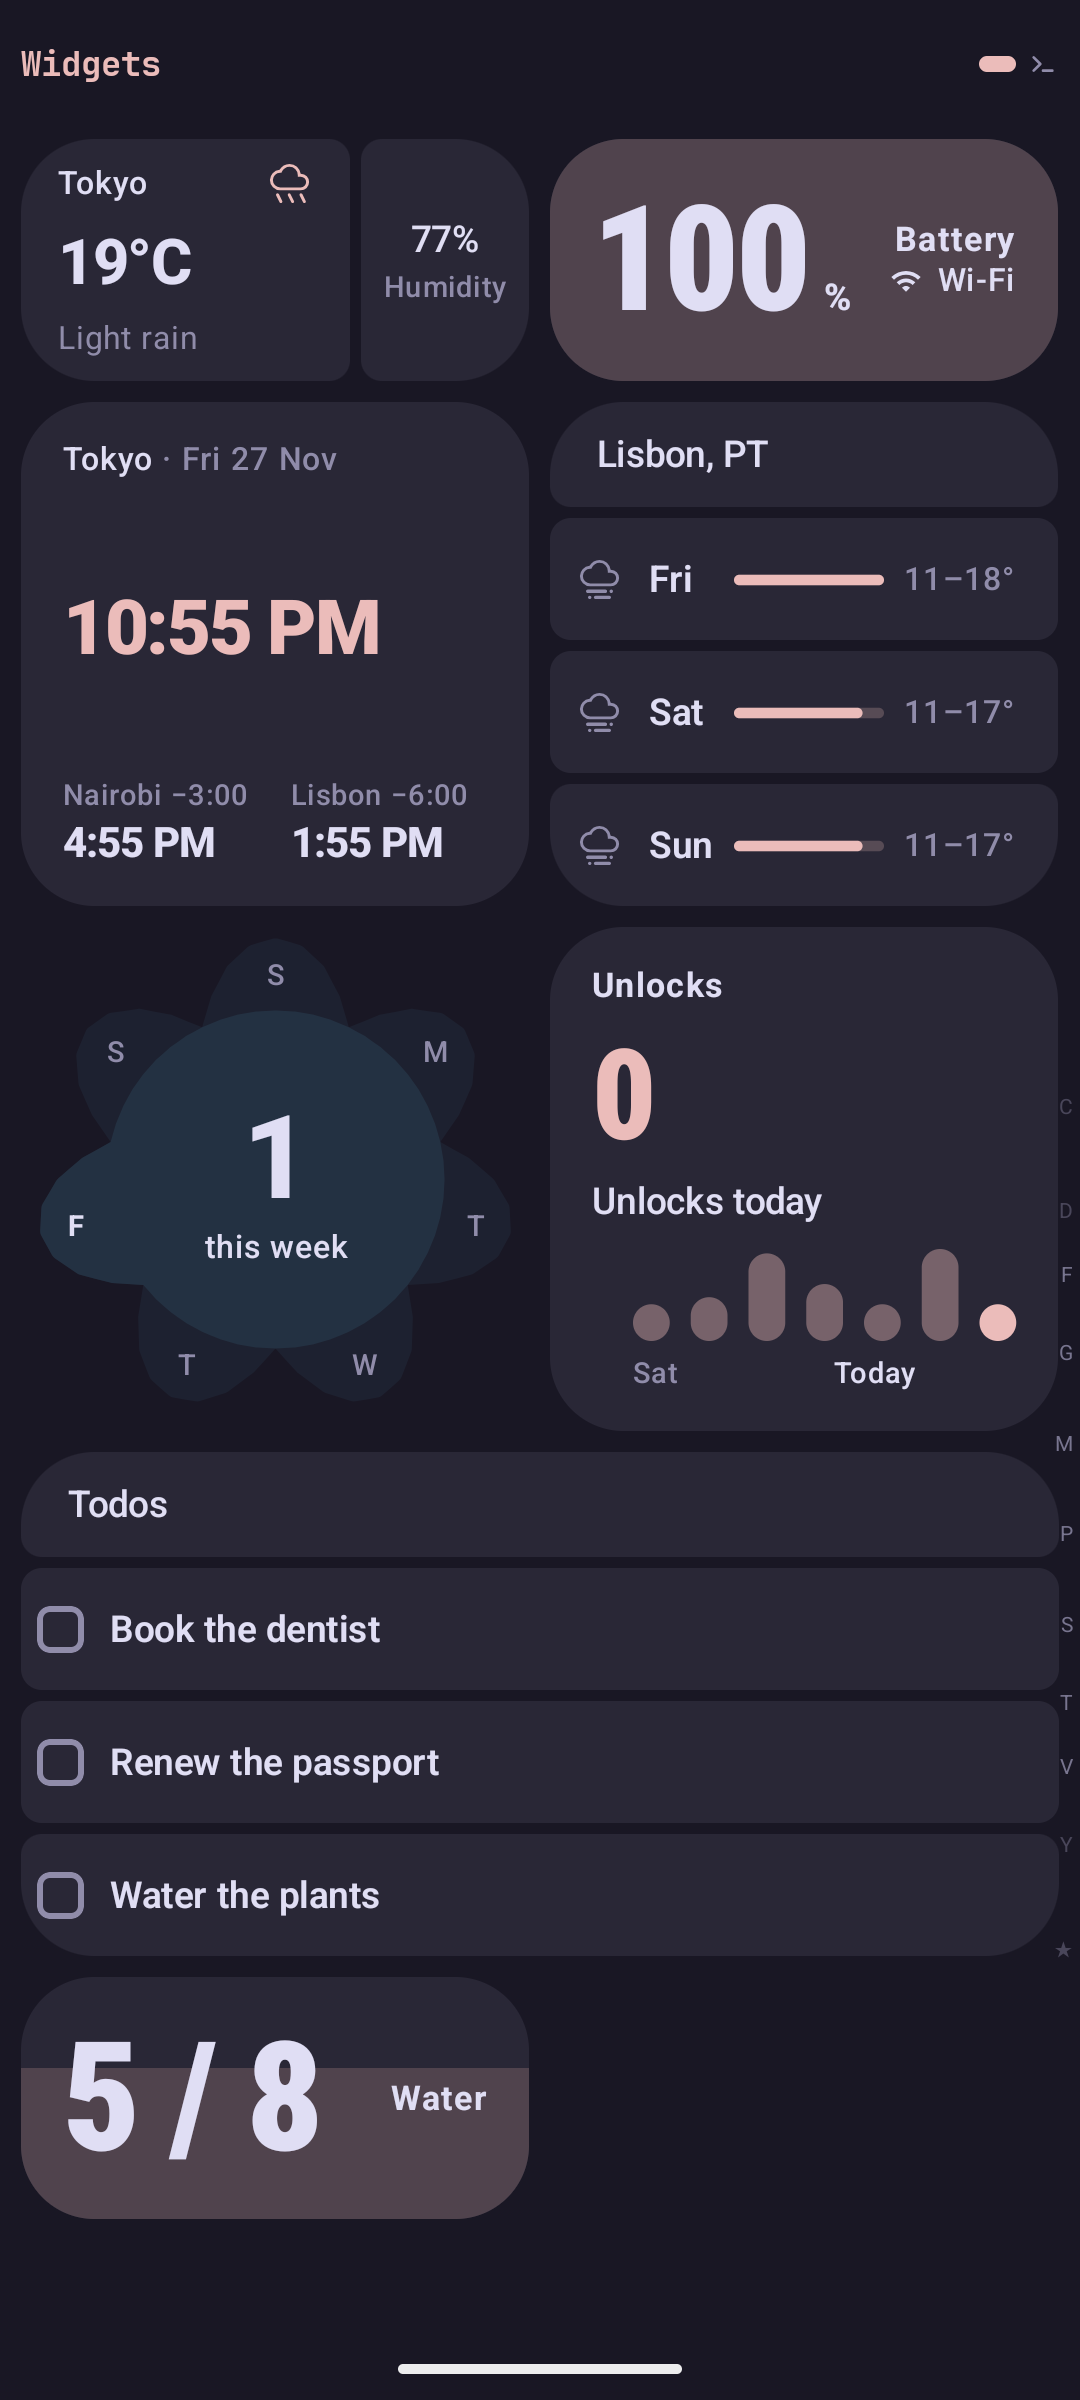 Widgets
Tokyo
19°C
Light rain
77%
Humidity
100 %
Battery
Wi-Fi
Tokyo · Fri 27 Nov
10:55 PM
Nairobi −3:00
4:55 PM
Lisbon −6:00
1:55 PM
Lisbon, PT
Fri 11–18°
Sat 11–17°
Sun 11–17°
S
M
T
W
T
F
S
1
this week
Unlocks
0
Unlocks today
Sat
Today
C
D
F
G
M
P
S
T
V
Y
★
Todos
Book the dentist
Renew the passport
Water the plants
5 / 8
Water